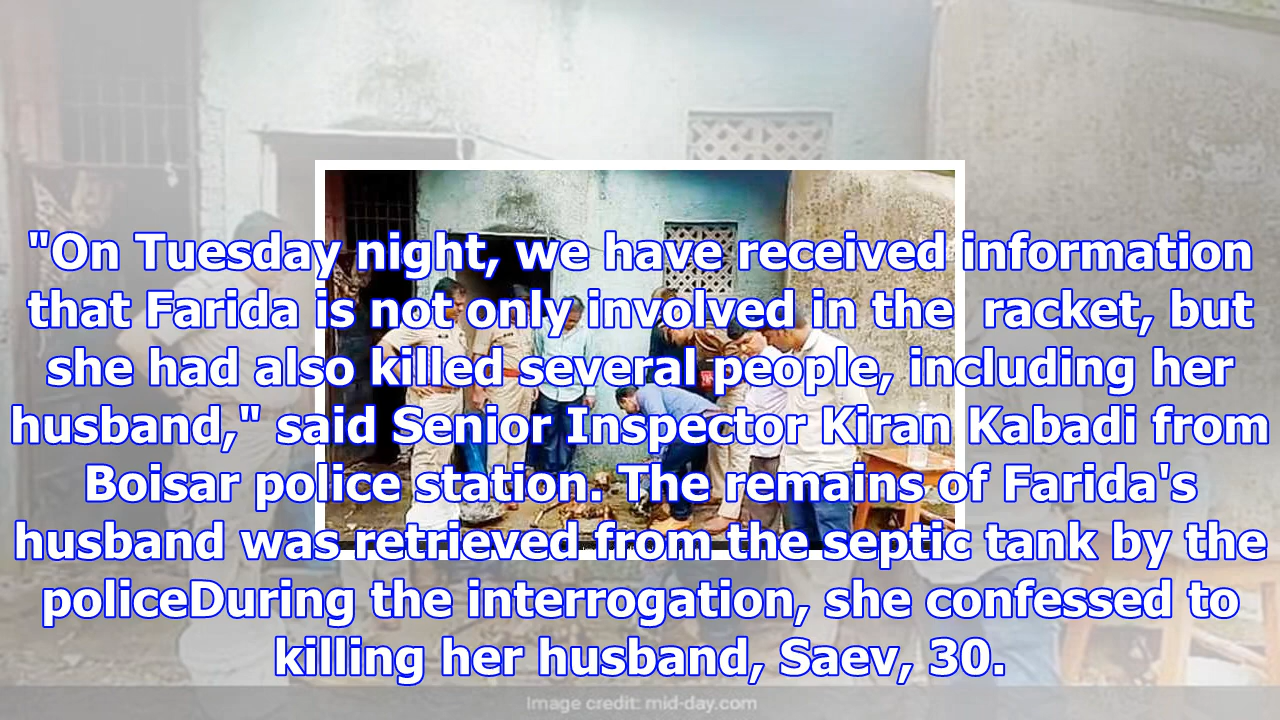 "On Tuesday night, we have received information
that Farida is not only involved in the  racket, but
she had also killed several people, including her
husband," said Senior Inspector Kiran Kabadi from
Boisar police station. The remains of Farida's
husband was retrieved from the septic tank by the
policeDuring the interrogation, she confessed to
killing her husband, Saev, 30.
Image credit: mid-day.com